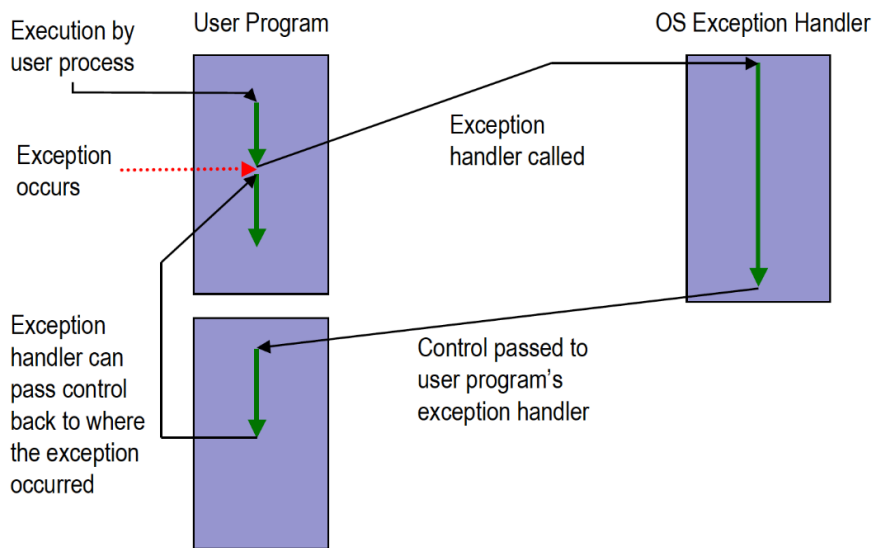 User Program
OS Exception Handler
Execution by
user process
Exception
occurs
Exception
handler called
Exception
handler can
pass control
back to where
the exception
occurred
Control passed to
user program's
exception handler